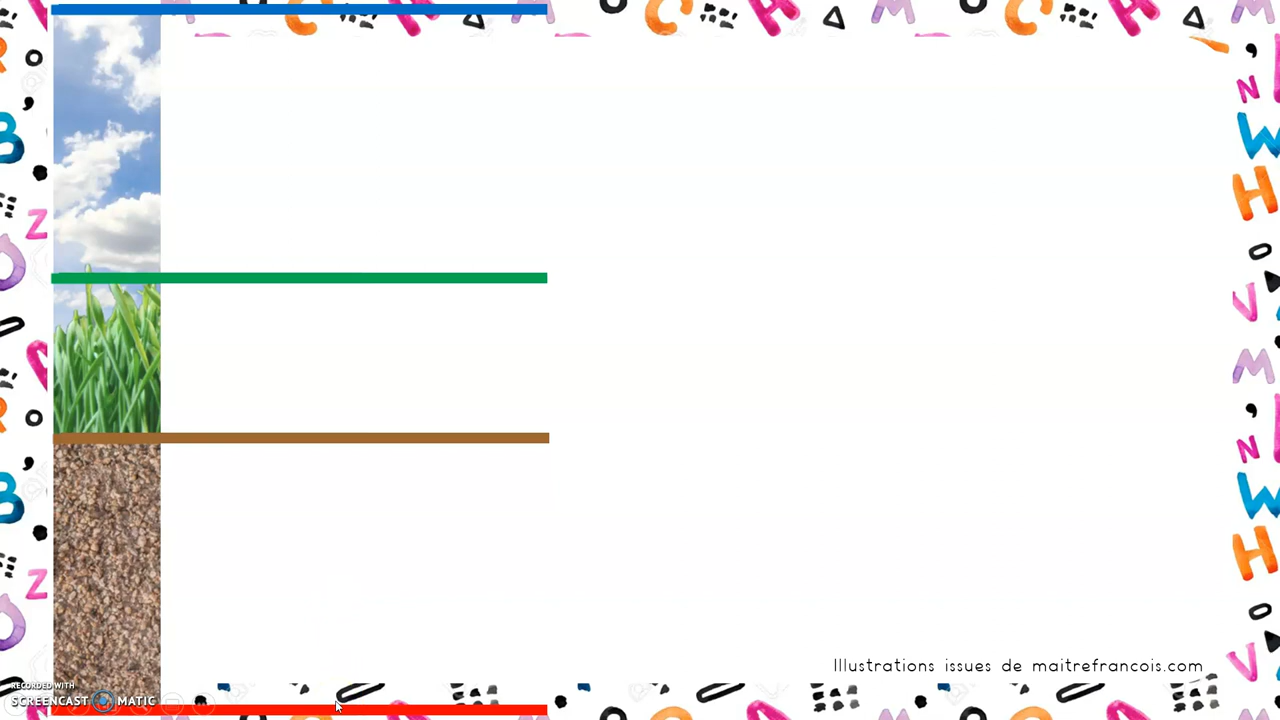 Illustrations issues de maitrefrancois.com
RECORDED WITH
SCREENCAST MATIC